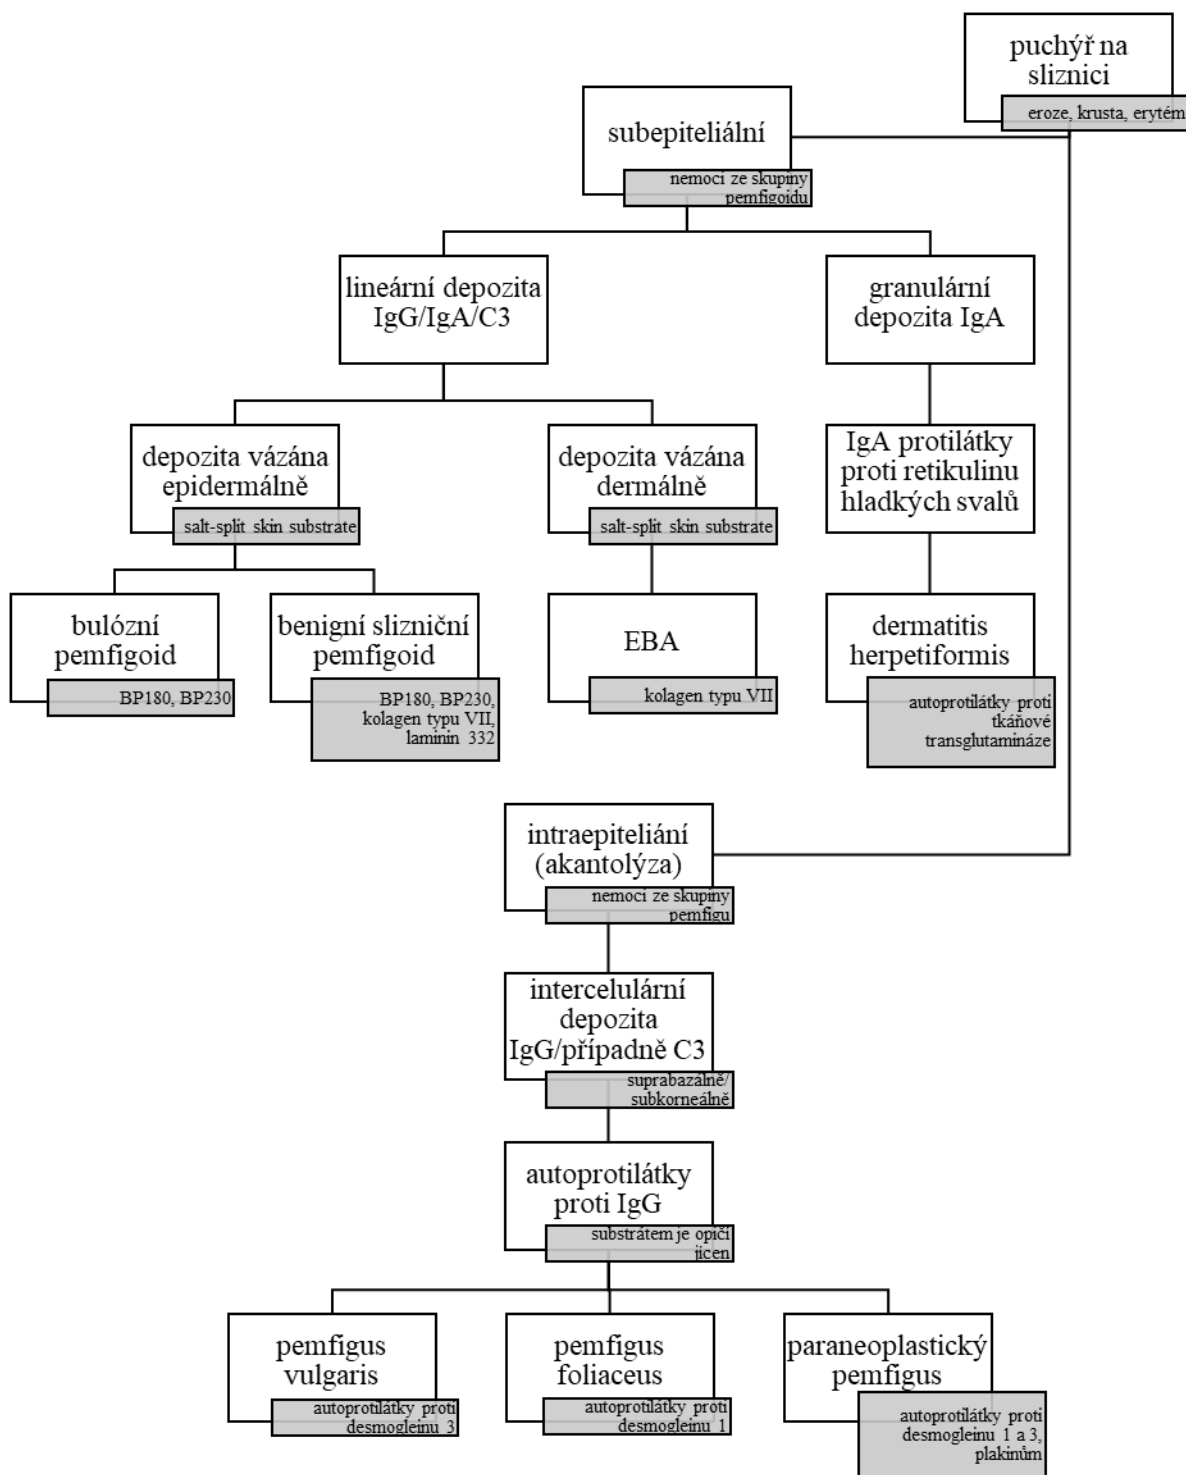 puchýř na
sliznici
eroze, krusta, erytém
subepiteliální
nemoci ze skupiny
pemfigoidu
lineární depozita
IgG/IgA/C3
granulární
depozita IgA
depozita vázána
epidermálně
salt-split skin substrate
depozita vázána
dermálně
salt-split skin substrate
IgA protilátky
proti retikulinu
hladkých svalů
bulózní
pemfigoid
BP180, BP230
benigní slizniční
pemfigoid
BP180, BP230,
kolagen typu VII,
laminin 332
EBA
kolagen typu VII
dermatitis
herpetiformis
autoprotilátky proti
tkáňové
transglutamináze
intraepiteliání
(akantolýza)
nemoci ze skupiny
pemfigu
intercelulární
depozita
IgG/případně C3
suprabazálně/
subkorneálně
autoprotilátky
proti IgG
substrátem je opičí
jícen
pemfigus
vulgaris
autoprotilátky proti
desmogleinu 3
pemfigus
foliaceus
autoprotilátky proti
desmogleinu 1
paraneoplastický
pemfigus
autoprotilátky proti
desmogleinu 1 a 3,
plakinům